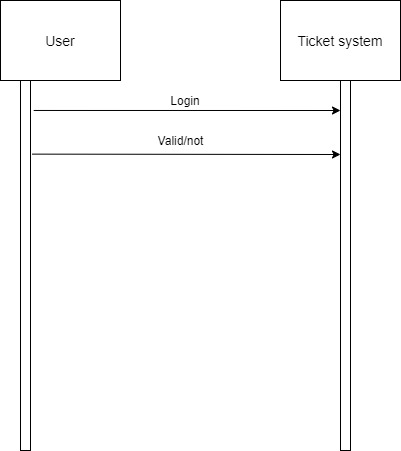 User
Ticket system
Login
Valid/not